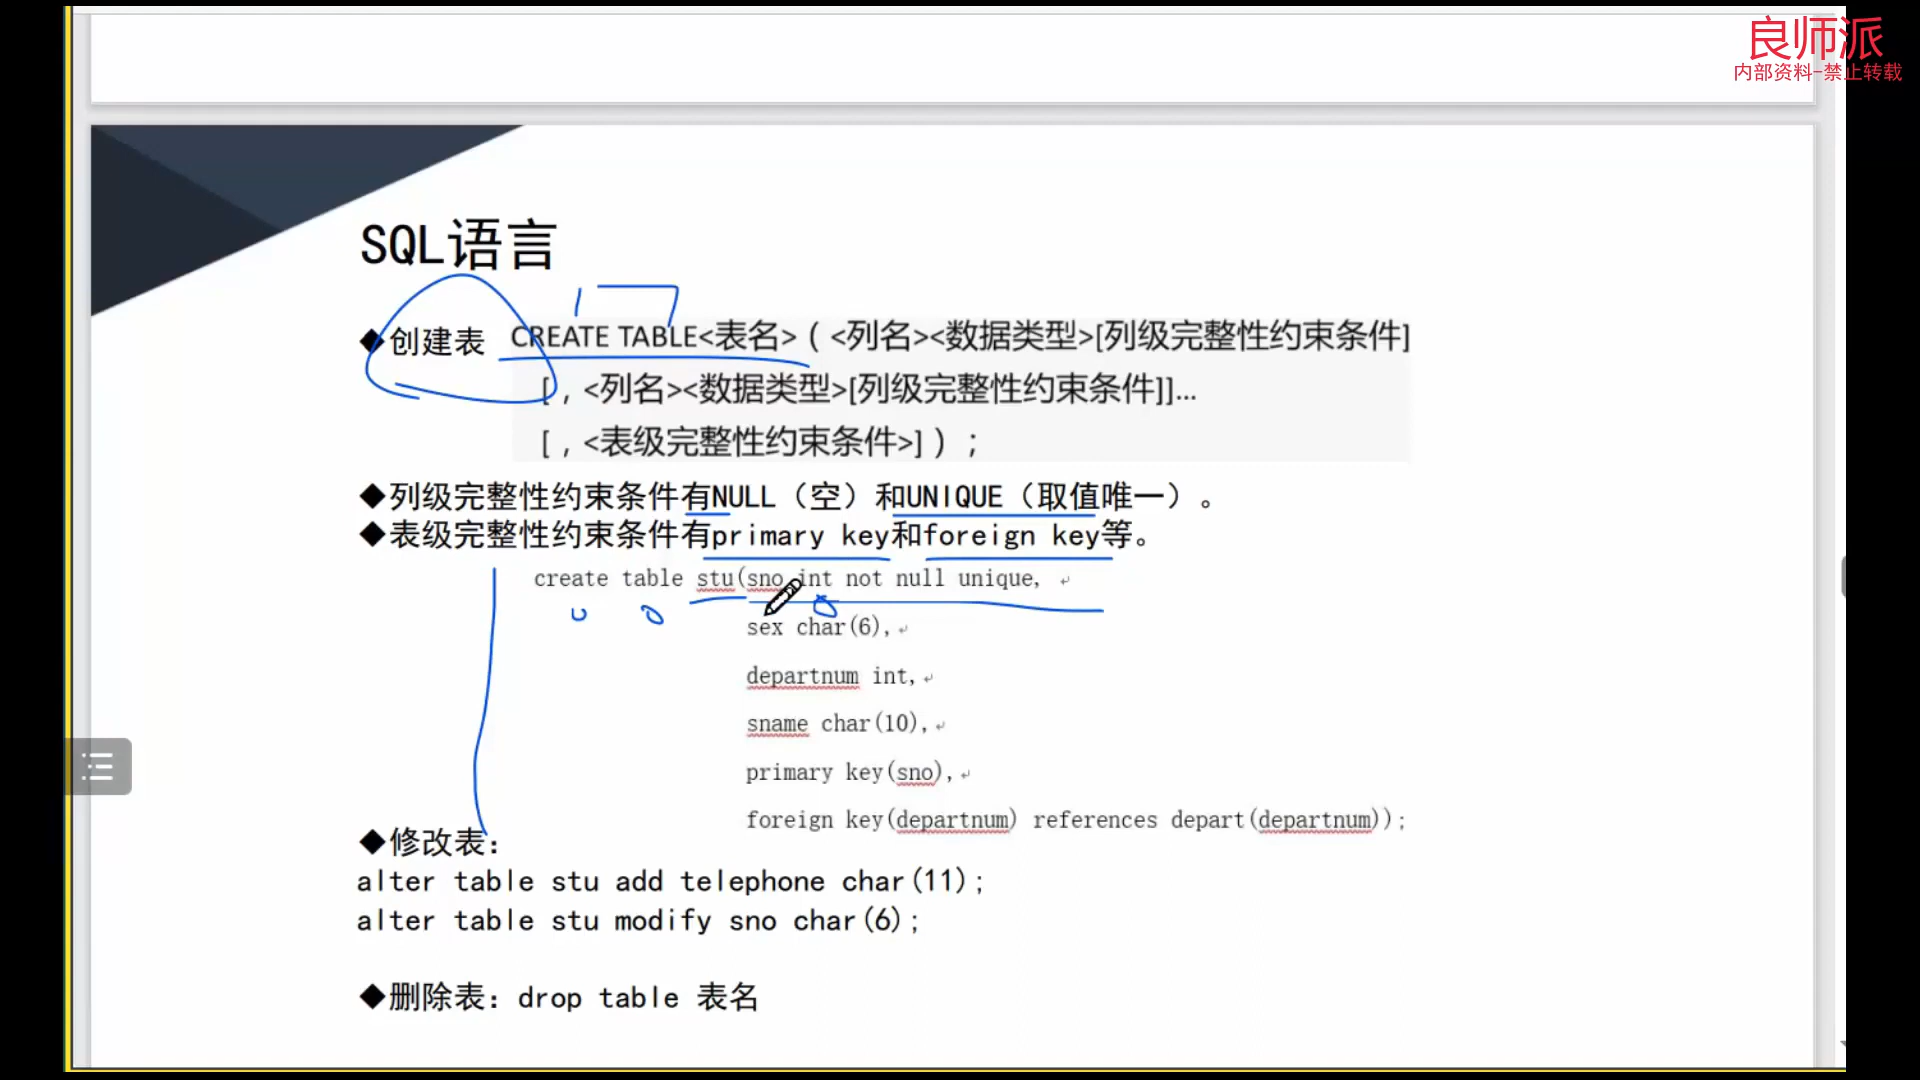 良师派
内部资料-禁止转载
SQL语言
◆创建表 CREATE TABLE<表名>(<列名><数据类型>[列级完整性约束条件]
[,<列名><数据类型>[列级完整性约束条件]]...
[,<表级完整性约束条件>]);
◆列级完整性约束条件有NULL（空）和UNIQUE（取值唯一）。
◆表级完整性约束条件有primary key和foreign key等。
create table stu(sno int not null unique,
sex char(6),
departnum int,
sname char(10),
primary key(sno),
foreign key(departnum) references depart(departnum));
◆修改表：
alter table stu add telephone char(11);
alter table stu modify sno char(6);
◆删除表：drop table 表名